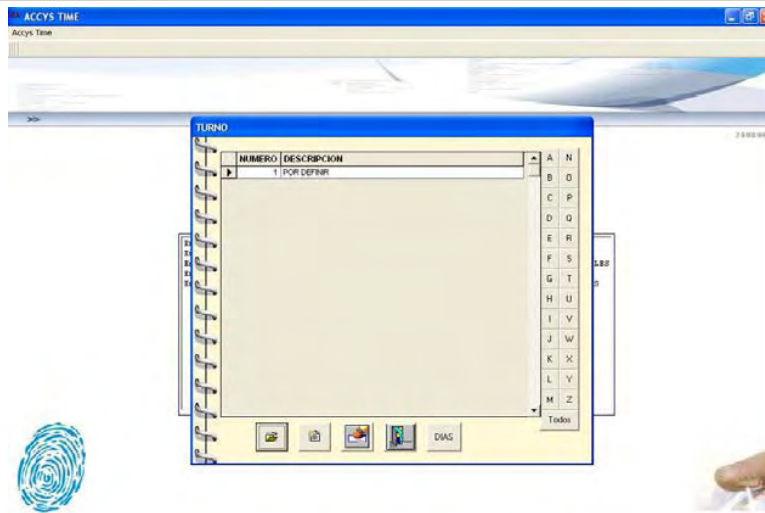 ACCYS TIME
Accys Time
>>
TURNO
NUMERO DESCRIPCION
1 POR DEFINIR
A N
B O
C P
D Q
E R
F S
G T
H U
I V
J W
K X
L Y
M Z
Todos
DIAS